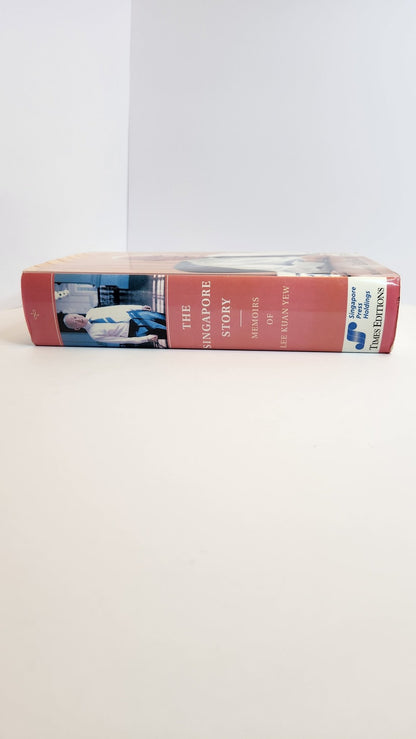 THE
SINGAPORE
STORY
MEMOIRS
OF
LEE KUAN YEW
Singapore
Press
Holdings
TIMES EDITIONS